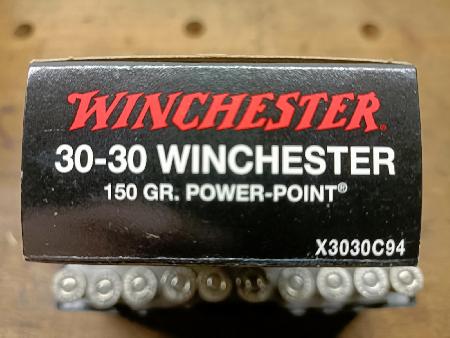 WINCHESTER®
30-30 WINCHESTER
150 GR. POWER-POINT®
X3030C94